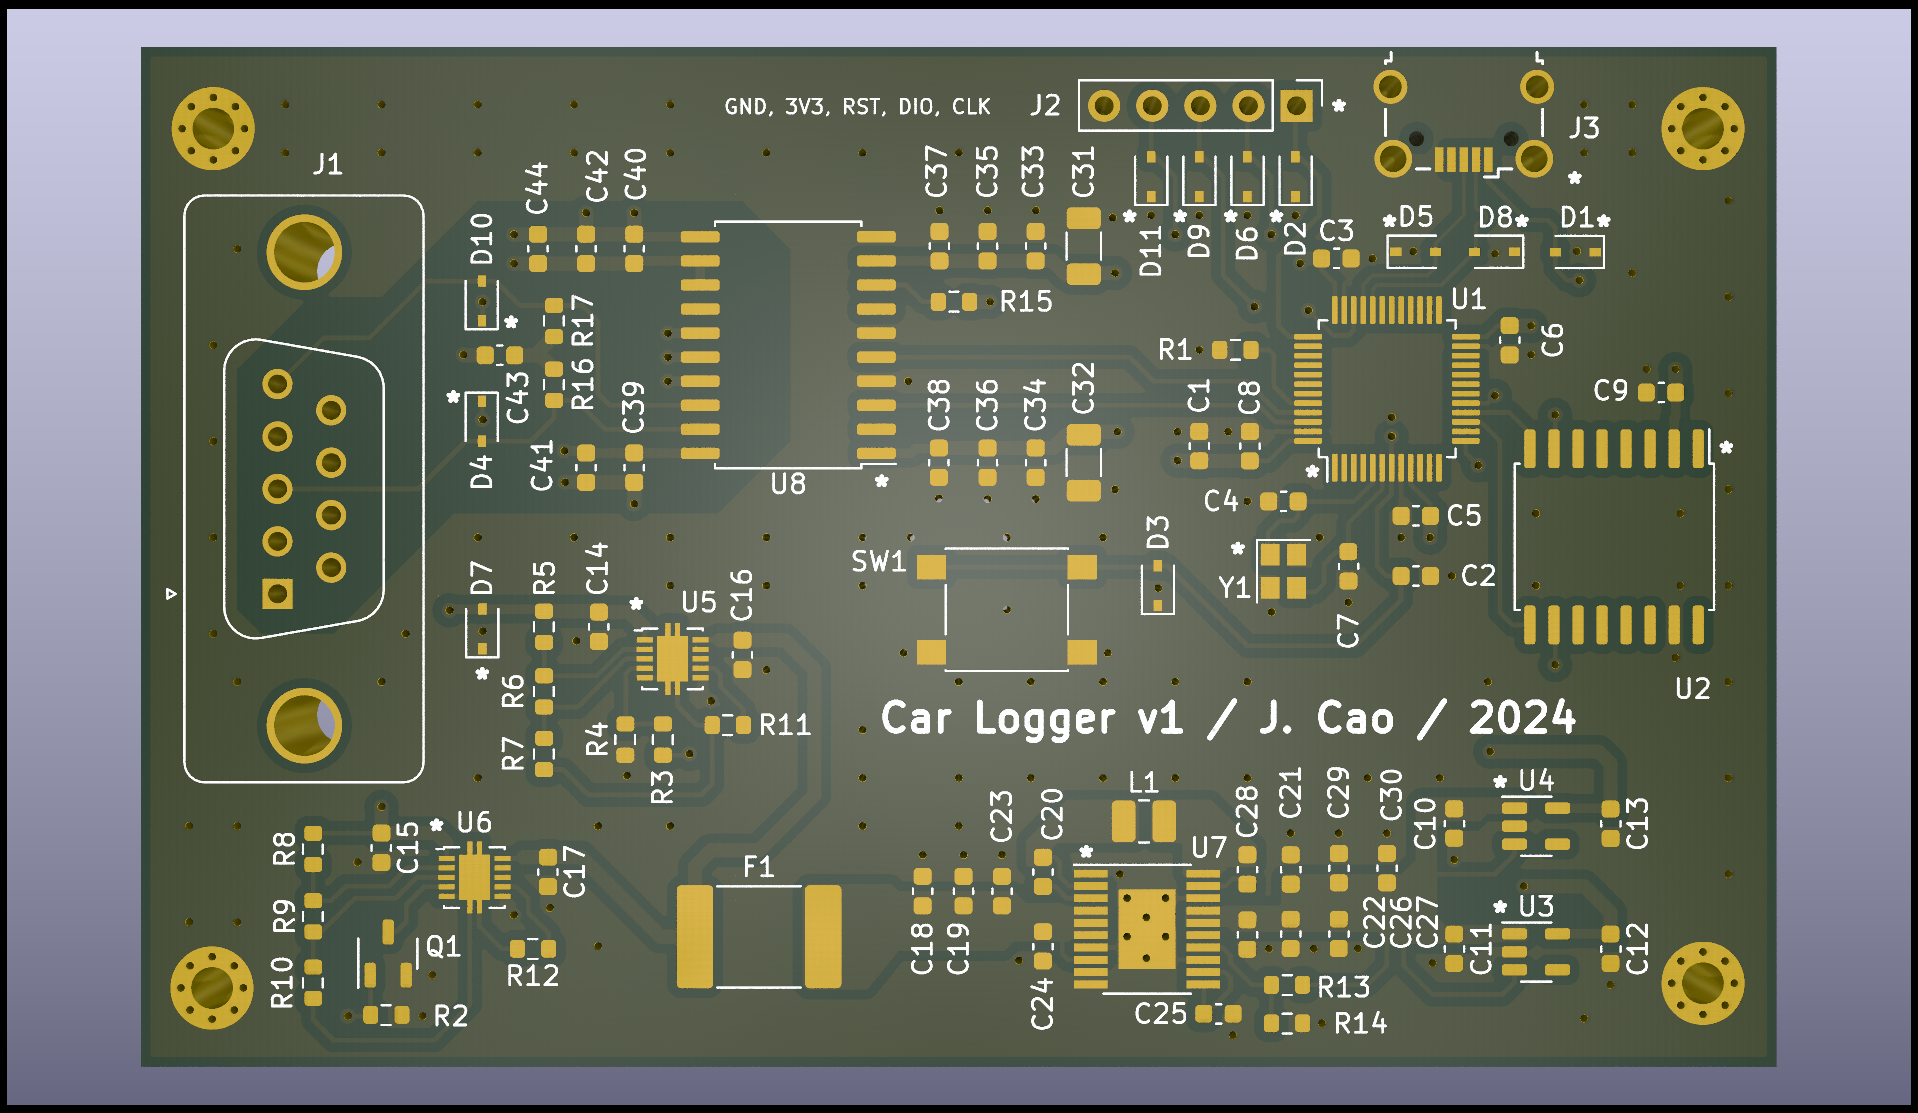 GND, 3V3, RST, DIO, CLK
J2
*
J3
*
J1
C44
C42
C40
C37
C35
C33
C31
D10
*
*
*
*
D11
D9
D6
D2
C3
*
D5
D8
*
D1
*
U1
R15
R17
*
C43
R16
C39
*
D4
C41
U8
*
C38
C36
C34
C32
R1
C1
C8
C6
C9
*
*
C4
C5
C2
C7
Y1
*
D3
SW1
U2
D7
*
R5
C14
*
U5
C16
R6
R7
R4
R3
R11
Car Logger v1 / J. Cao / 2024
L1
C23
C20
C28
C21
C29
C30
C10
*
U4
C13
R8
C15
*
U6
C17
F1
*
U7
R9
R10
Q1
R12
R2
C18
C19
C24
C25
C22
C26
C27
C11
*
U3
C12
R13
R14